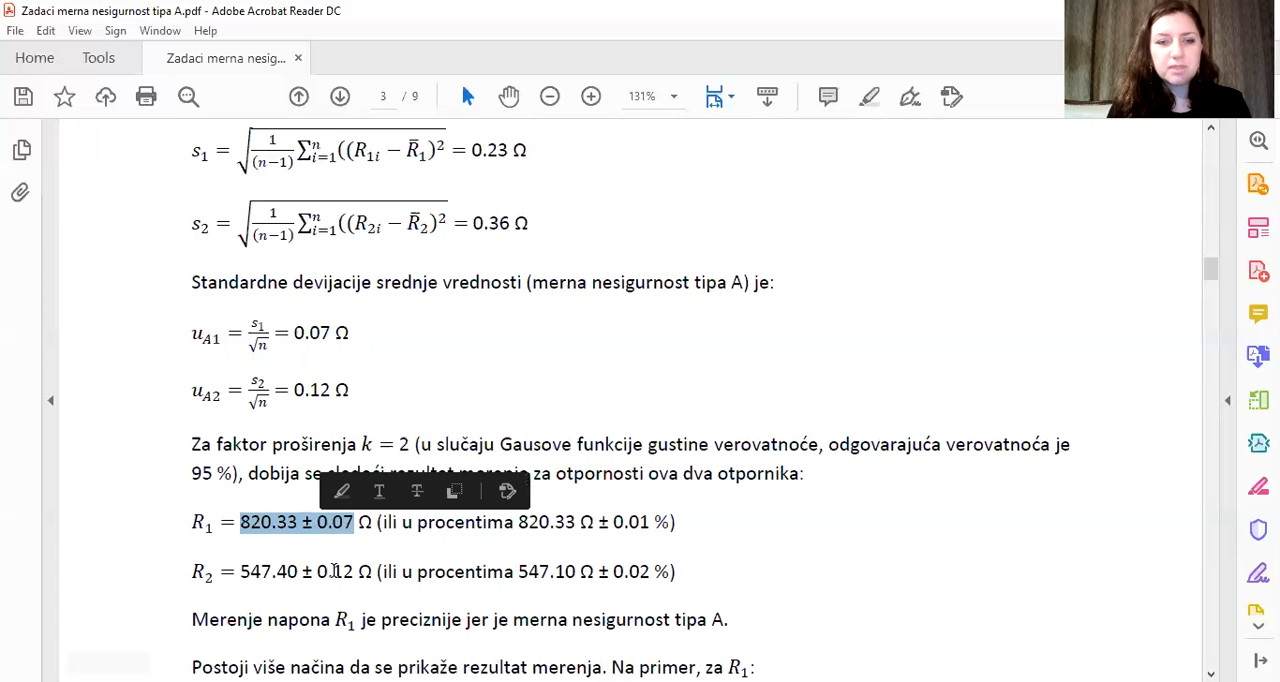 Zadaci merna nesigurnost tipa A.pdf - Adobe Acrobat Reader DC
File Edit View Sign Window Help
Home Tools Zadaci merna nesig... ×
3 / 9 131%
s₁ = √(1/(n−1) ∑ⁿᵢ₌₁((R₁ᵢ − R̄₁)²) = 0.23 Ω
s₂ = √(1/(n−1) ∑ⁿᵢ₌₁((R₂ᵢ − R̄₂)²) = 0.36 Ω
Standardne devijacije srednje vrednosti (merna nesigurnost tipa A) je:
u_A1 = s₁/√n = 0.07 Ω
u_A2 = s₂/√n = 0.12 Ω
Za faktor proširenja k = 2 (u slučaju Gausove funkcije gustine verovatnoće, odgovarajuća verovatnoća je
95 %), dobija se sledeći rezultat merenja za otpornosti ova dva otpornika:
R₁ = 820.33 ± 0.07 Ω (ili u procentima 820.33 Ω ± 0.01 %)
R₂ = 547.40 ± 0.12 Ω (ili u procentima 547.10 Ω ± 0.02 %)
Merenje napona R₁ je preciznije jer je merna nesigurnost tipa A.
Postoji više načina da se prikaže rezultat merenja. Na primer, za R₁: